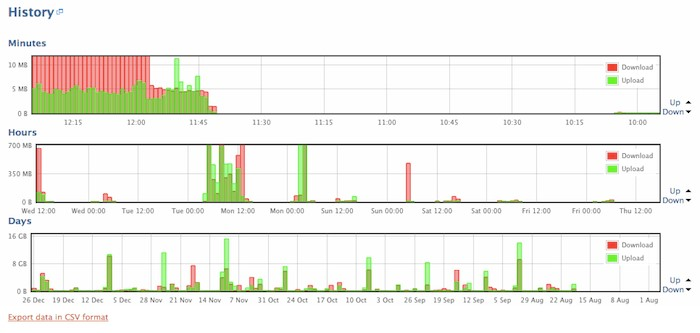 History
Minutes
10 MB
5 MB
0 B
Download
Upload
12:15 12:00 11:45 11:30 11:15 11:00 10:45 10:30 10:15 10:00
Up
Down
Hours
700 MB
350 MB
0 B
Download
Upload
Wed 12:00 Wed 00:00 Tue 12:00 Tue 00:00 Mon 12:00 Mon 00:00 Sun 12:00 Sun 00:00 Sat 12:00 Sat 00:00 Fri 12:00 Fri 00:00 Thu 12:00
Up
Down
Days
16 GB
8 GB
0 B
Download
Upload
26 Dec 19 Dec 12 Dec 5 Dec 28 Nov 21 Nov 14 Nov 7 Nov 31 Oct 24 Oct 17 Oct 10 Oct 3 Oct 26 Sep 19 Sep 12 Sep 5 Sep 29 Aug 22 Aug 15 Aug 8 Aug 1 Aug
Up
Down
Export data in CSV format